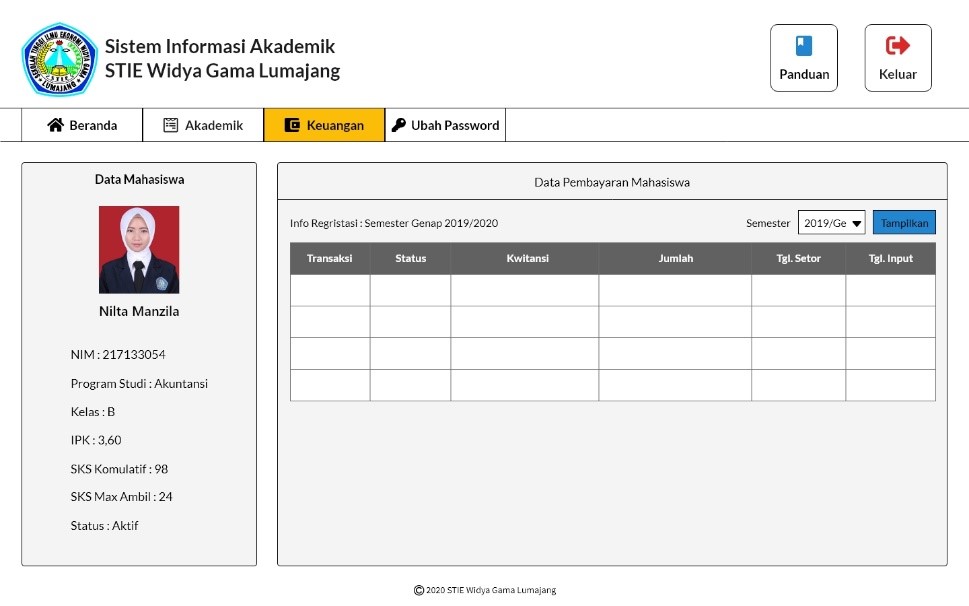 SEKOLAH TINGGI ILMU EKONOMI WIDYA GAMA
STIE
LUMAJANG
Sistem Informasi Akademik
STIE Widya Gama Lumajang
Panduan
Keluar
Beranda
Akademik
Keuangan
Ubah Password
Data Mahasiswa
Nilta Manzila
NIM : 217133054
Program Studi : Akuntansi
Kelas : B
IPK : 3,60
SKS Komulatif : 98
SKS Max Ambil : 24
Status : Aktif
Data Pembayaran Mahasiswa
Info Regristasi : Semester Genap 2019/2020
Semester
2019/Ge
Tampilkan
Transaksi Status Kwitansi Jumlah Tgl. Setor Tgl. Input
© 2020 STIE Widya Gama Lumajang